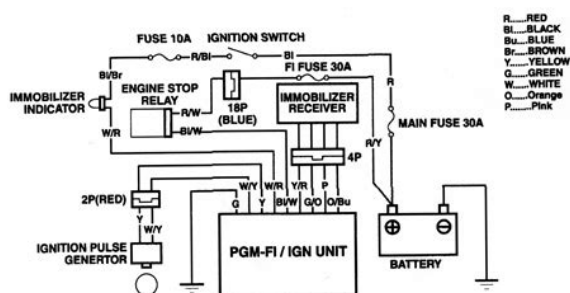 FUSE 10A
IGNITION SWITCH
R.....RED
Bl....BLACK
Bu....BLUE
Br....BROWN
Y.....YELLOW
G.....GREEN
W.....WHITE
O.....Orange
P.....Pink
R/Bl
Bl
FI FUSE 30A
Bl/Br
ENGINE STOP
RELAY
R
IMMOBILIZER
INDICATOR
R/W
18P
(BLUE)
IMMOBILIZER
RECEIVER
MAIN FUSE 30A
W/R
Bl/W
R/Y
4P
2P(RED)
G
W/Y
Y
W/R
Bl/W
Y/R
G/O
P
O/Bu
Y
W/Y
IGNITION PULSE
GENERTOR
PGM-FI / IGN UNIT
BATTERY